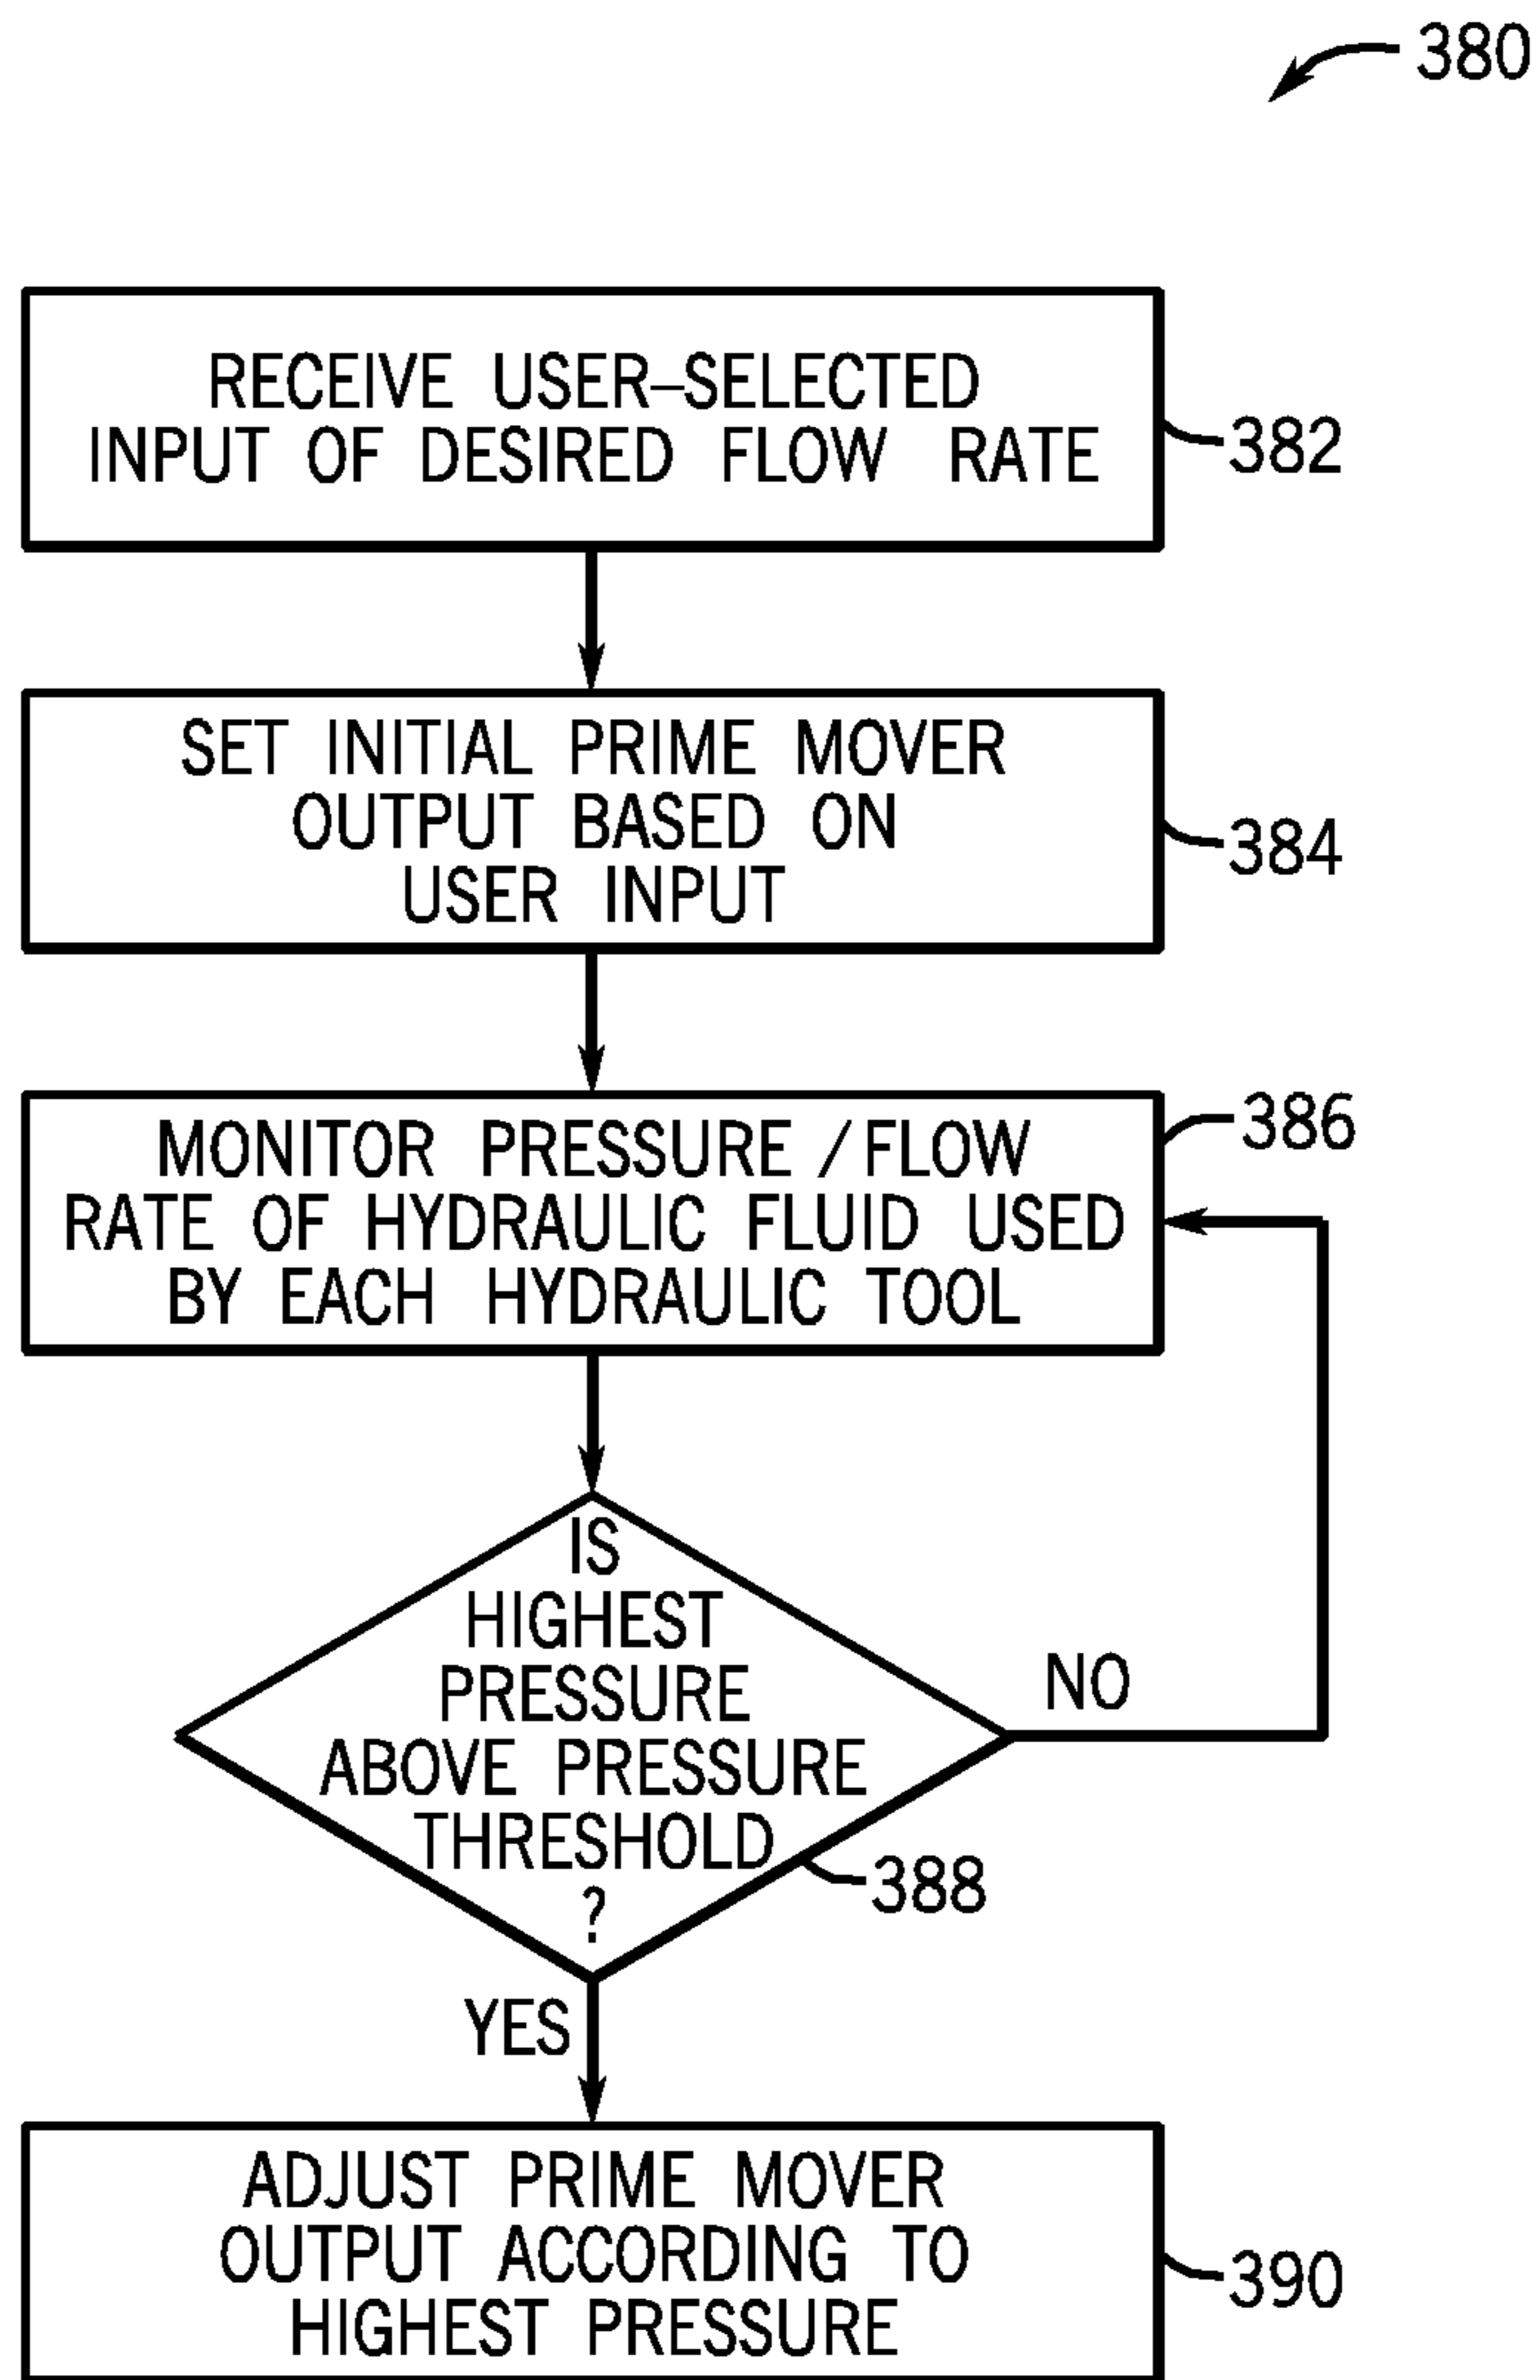 380
RECEIVE USER–SELECTED
INPUT OF DESIRED FLOW RATE
382
SET INITIAL PRIME MOVER
OUTPUT BASED ON
USER INPUT
384
MONITOR PRESSURE/FLOW
RATE OF HYDRAULIC FLUID USED
BY EACH HYDRAULIC TOOL
386
IS
HIGHEST
PRESSURE
ABOVE PRESSURE
THRESHOLD
?
NO
388
YES
ADJUST PRIME MOVER
OUTPUT ACCORDING TO
HIGHEST PRESSURE
390